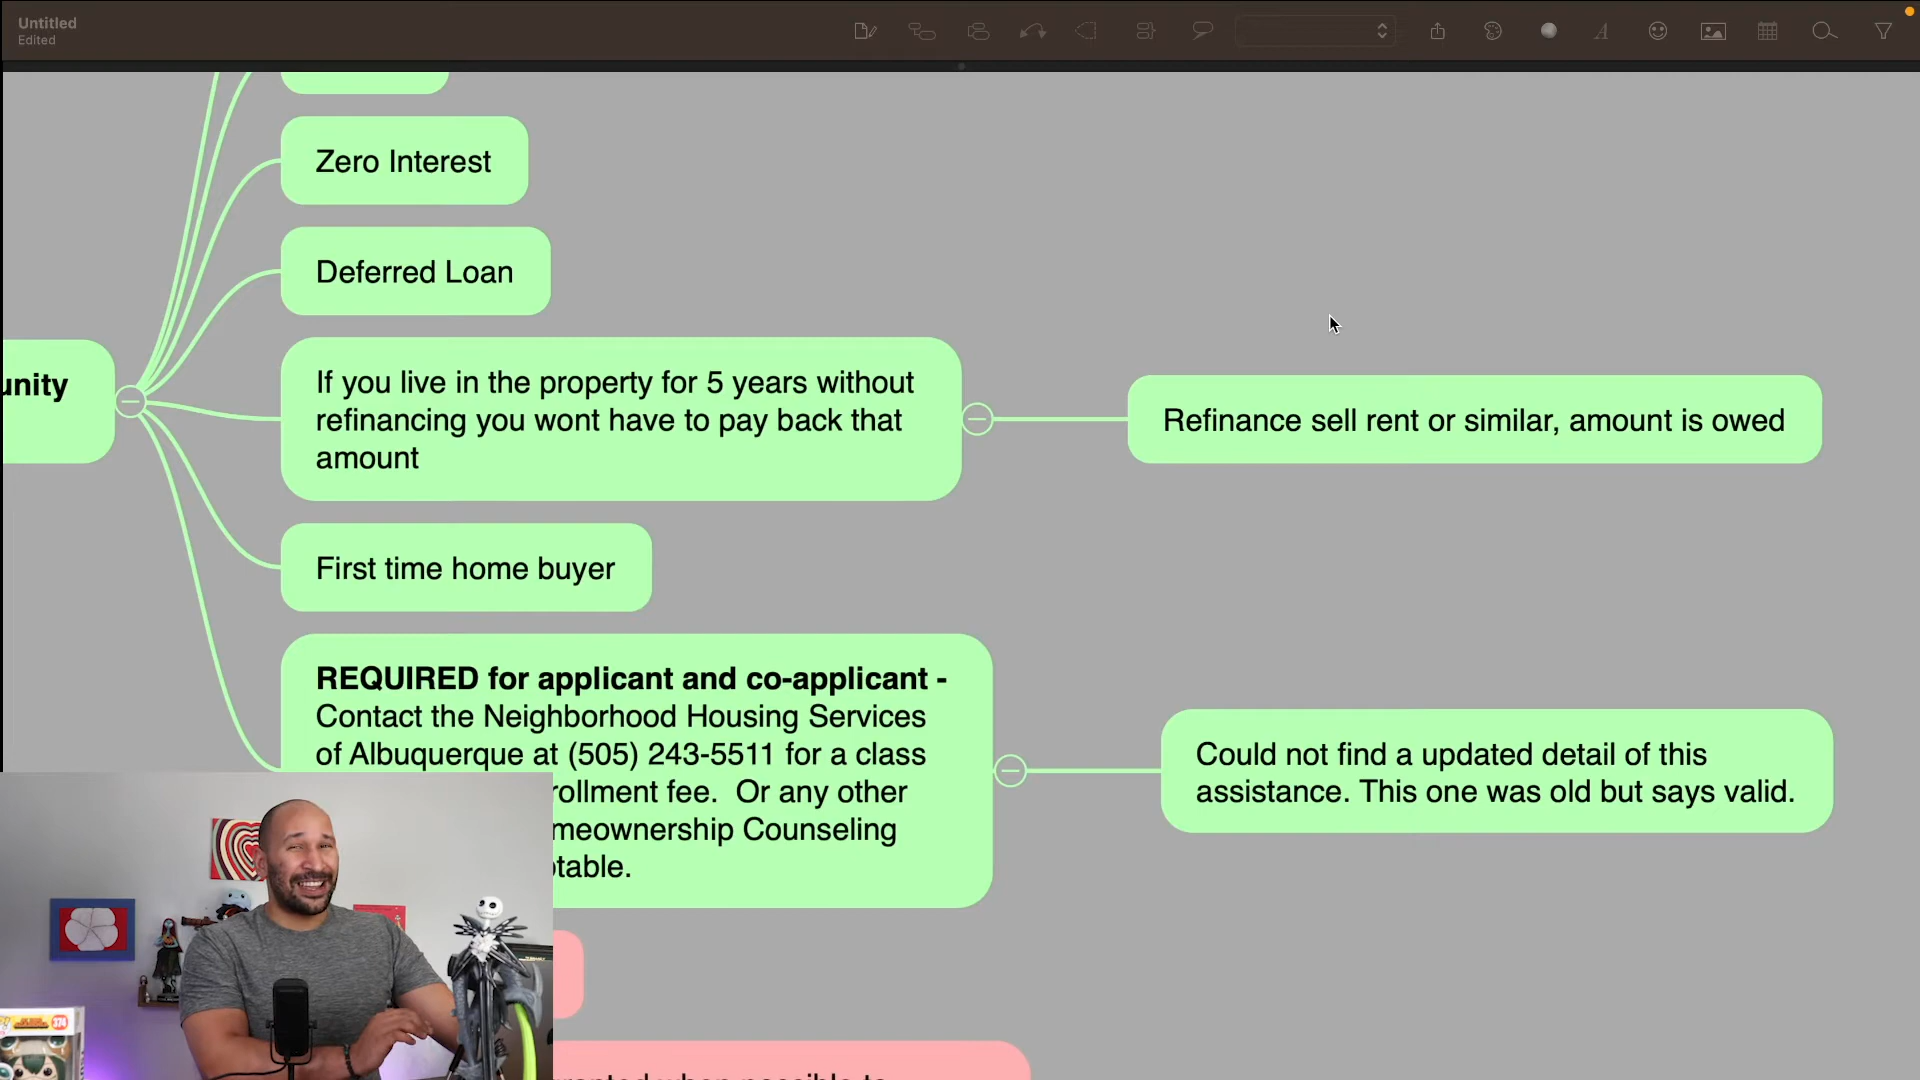 Untitled
Edited
Zero Interest
Deferred Loan
unity
If you live in the property for 5 years without
refinancing you wont have to pay back that
amount
Refinance sell rent or similar, amount is owed
First time home buyer
REQUIRED for applicant and co-applicant -
Contact the Neighborhood Housing Services
of Albuquerque at (505) 243-5511 for a class
rollment fee. Or any other
meownership Counseling
table.
Could not find a updated detail of this
assistance. This one was old but says valid.
374
when possible to